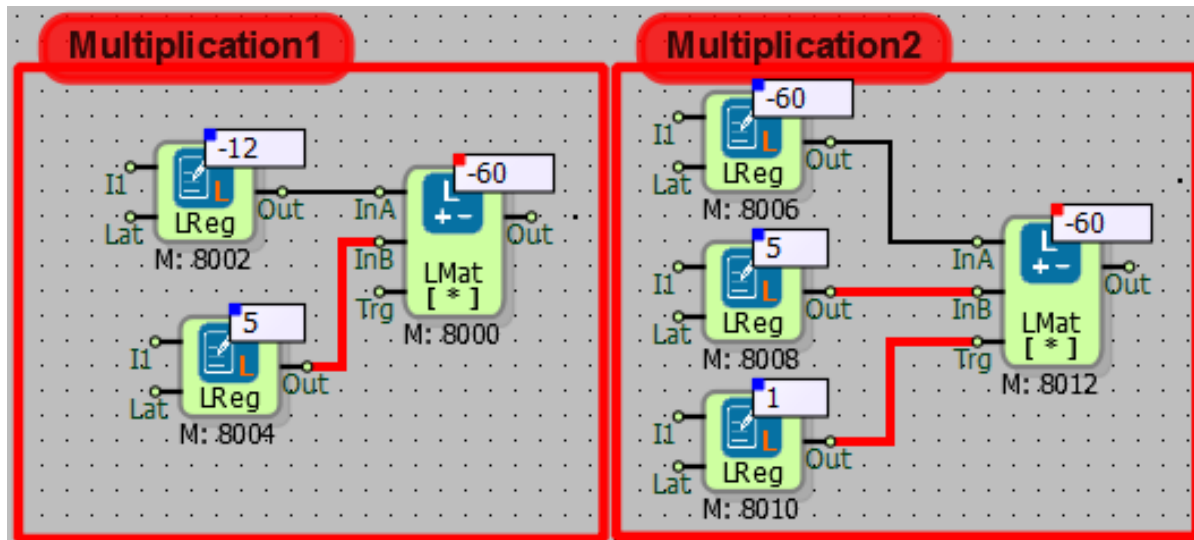 Multiplication1
-12
I1
L
Lat
LReg
Out
M: 8002
5
I1
L
Lat
LReg
Out
M: 8004
-60
L
+ -
InA
InB
Trg
Out
LMat
[ * ]
M: 8000
Multiplication2
-60
I1
L
Lat
LReg
Out
M: 8006
5
I1
L
Lat
LReg
Out
M: 8008
1
I1
L
Lat
LReg
Out
M: 8010
-60
L
+ -
InA
InB
Trg
Out
LMat
[ * ]
M: 8012